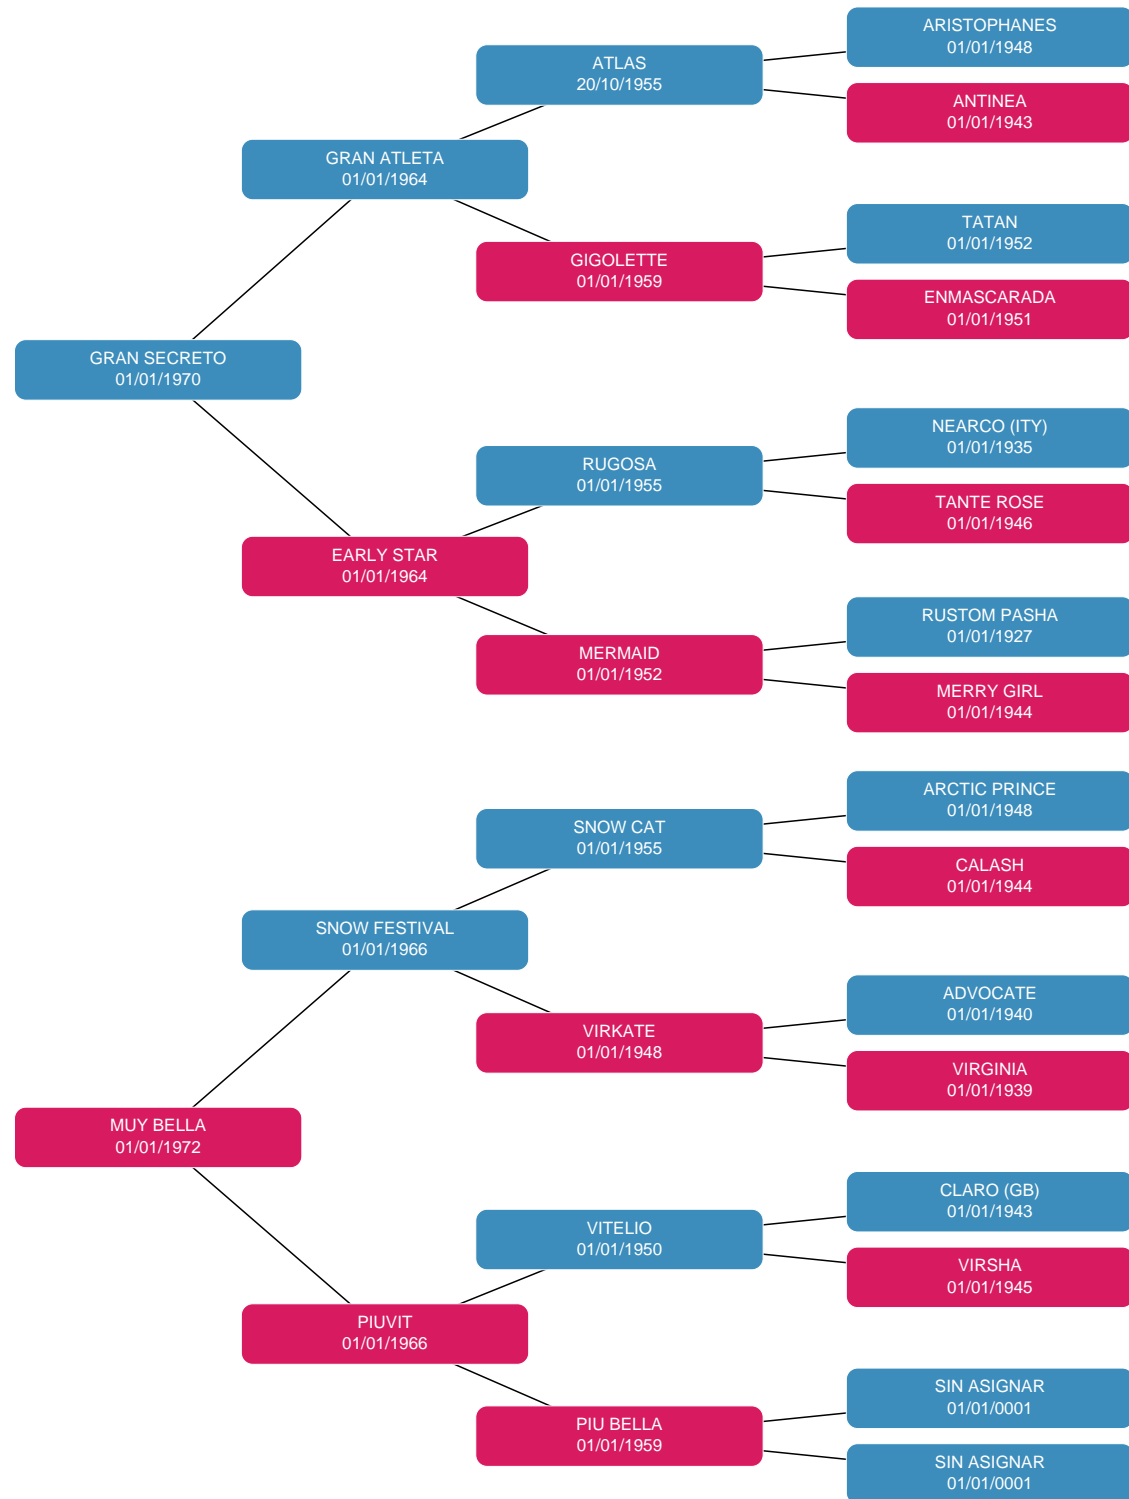 ARISTOPHANES
01/01/1948
ATLAS
20/10/1955
ANTINEA
01/01/1943
GRAN ATLETA
01/01/1964
TATAN
01/01/1952
GIGOLETTE
01/01/1959
ENMASCARADA
01/01/1951
GRAN SECRETO
01/01/1970
NEARCO (ITY)
01/01/1935
RUGOSA
01/01/1955
TANTE ROSE
01/01/1946
EARLY STAR
01/01/1964
RUSTOM PASHA
01/01/1927
MERMAID
01/01/1952
MERRY GIRL
01/01/1944
ARCTIC PRINCE
01/01/1948
SNOW CAT
01/01/1955
CALASH
01/01/1944
SNOW FESTIVAL
01/01/1966
ADVOCATE
01/01/1940
VIRKATE
01/01/1948
VIRGINIA
01/01/1939
MUY BELLA
01/01/1972
CLARO (GB)
01/01/1943
VITELIO
01/01/1950
VIRSHA
01/01/1945
PIUVIT
01/01/1966
SIN ASIGNAR
01/01/0001
PIU BELLA
01/01/1959
SIN ASIGNAR
01/01/0001